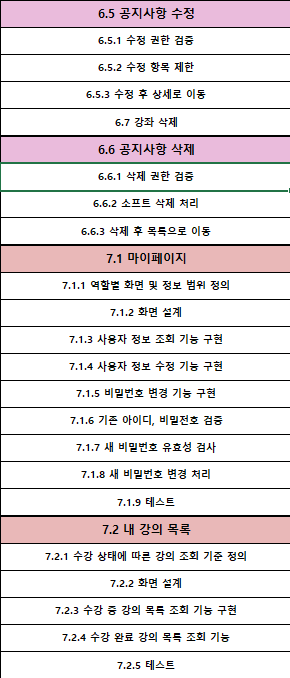 6.5 공지사항 수정
6.5.1 수정 권한 검증
6.5.2 수정 항목 제한
6.5.3 수정 후 상세로 이동
6.7 강좌 삭제
6.6 공지사항 삭제
6.6.1 삭제 권한 검증
6.6.2 소프트 삭제 처리
6.6.3 삭제 후 목록으로 이동
7.1 마이페이지
7.1.1 역할별 화면 및 정보 범위 정의
7.1.2 화면 설계
7.1.3 사용자 정보 조회 기능 구현
7.1.4 사용자 정보 수정 기능 구현
7.1.5 비밀번호 변경 기능 구현
7.1.6 기존 아이디, 비밀전호 검증
7.1.7 새 비밀번호 유효성 검사
7.1.8 새 비밀번호 변경 처리
7.1.9 테스트
7.2 내 강의 목록
7.2.1 수강 상태에 따른 강의 조회 기준 정의
7.2.2 화면 설계
7.2.3 수강 중 강의 목록 조회 기능 구현
7.2.4 수강 완료 강의 목록 조회 기능
7.2.5 테스트